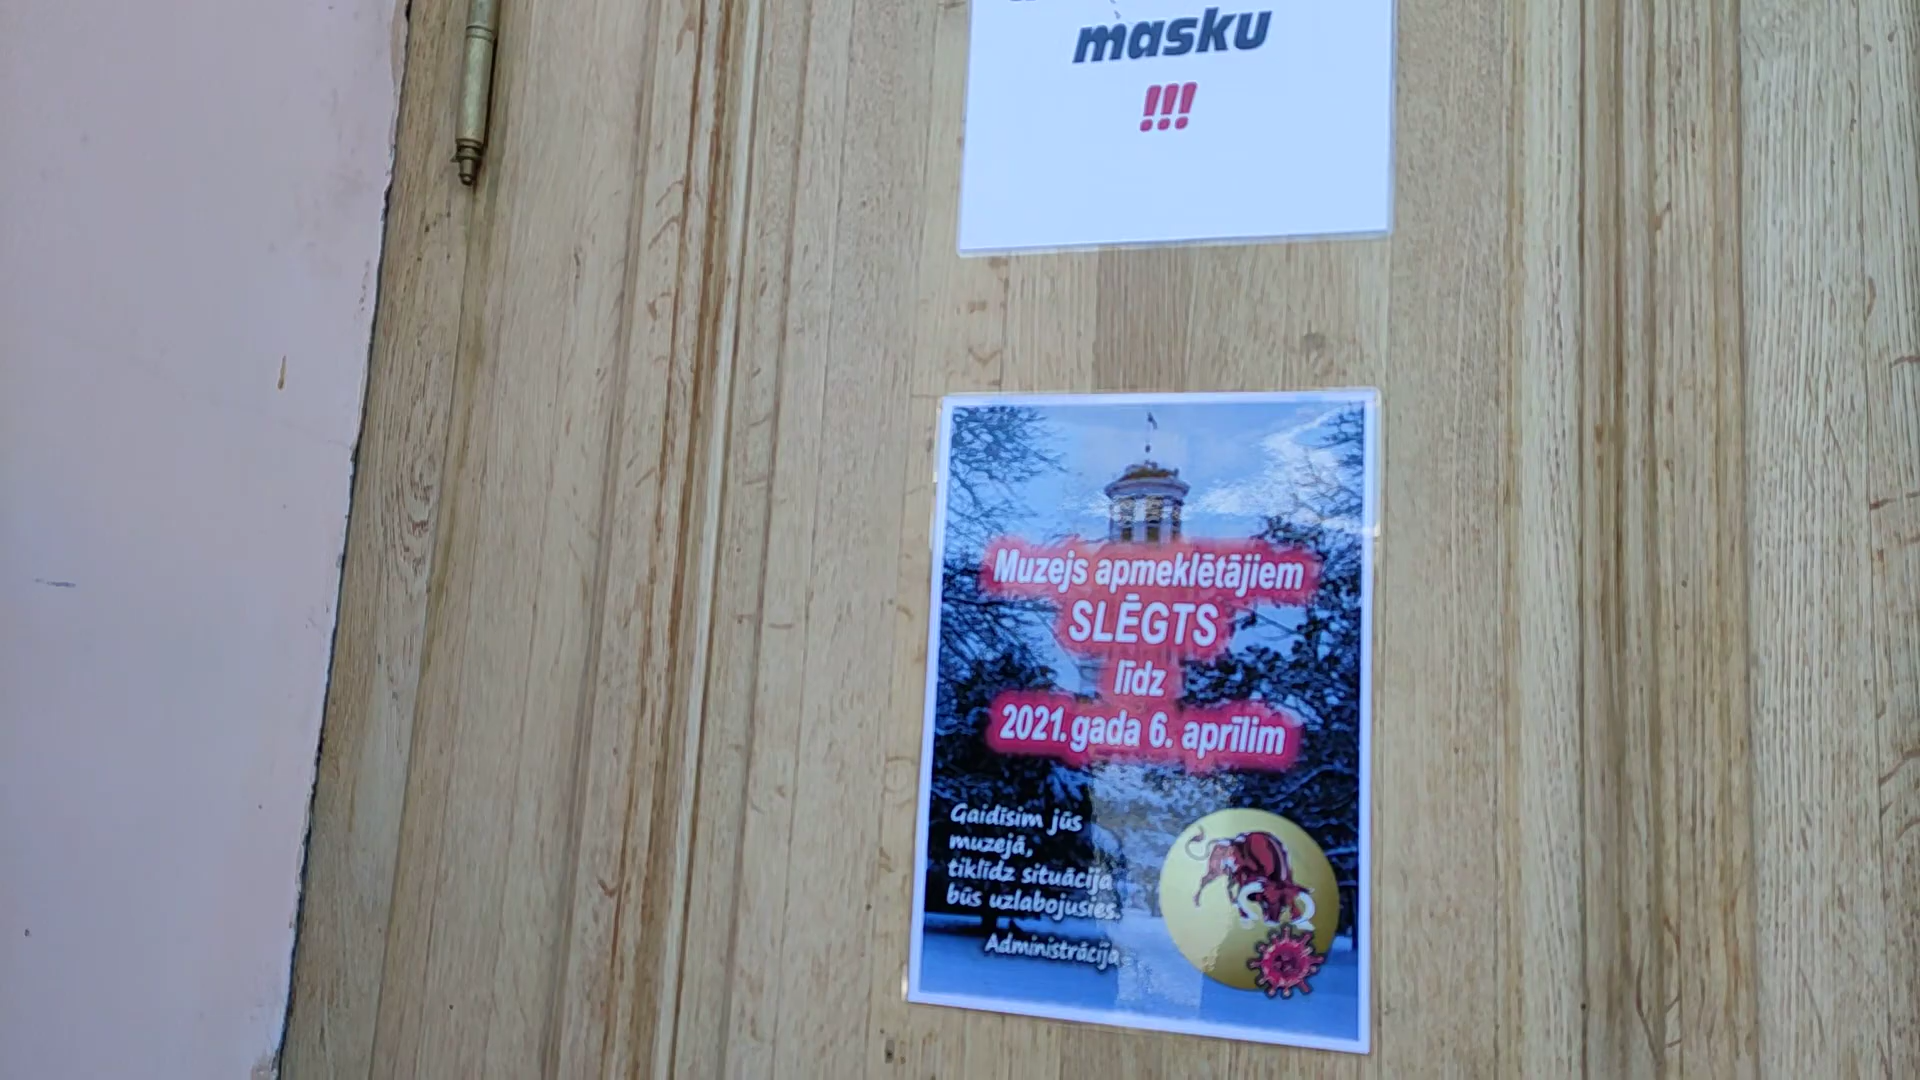 masku
!!!
Muzejs apmeklētājiem
SLĒGTS
līdz
2021. gada 6. aprīlim
Gaidīsim jūs
muzejā,
tiklīdz situācija
būs uzlabojusies.
Administrācija